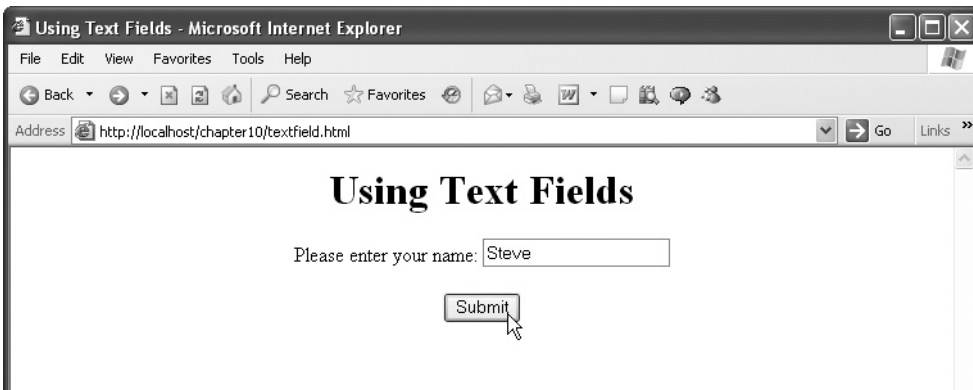 Using Text Fields - Microsoft Internet Explorer
File Edit View Favorites Tools Help
Back Search Favorites W
Address http://localhost/chapter10/textfield.html Go Links »
Using Text Fields
Please enter your name: Steve
Submit